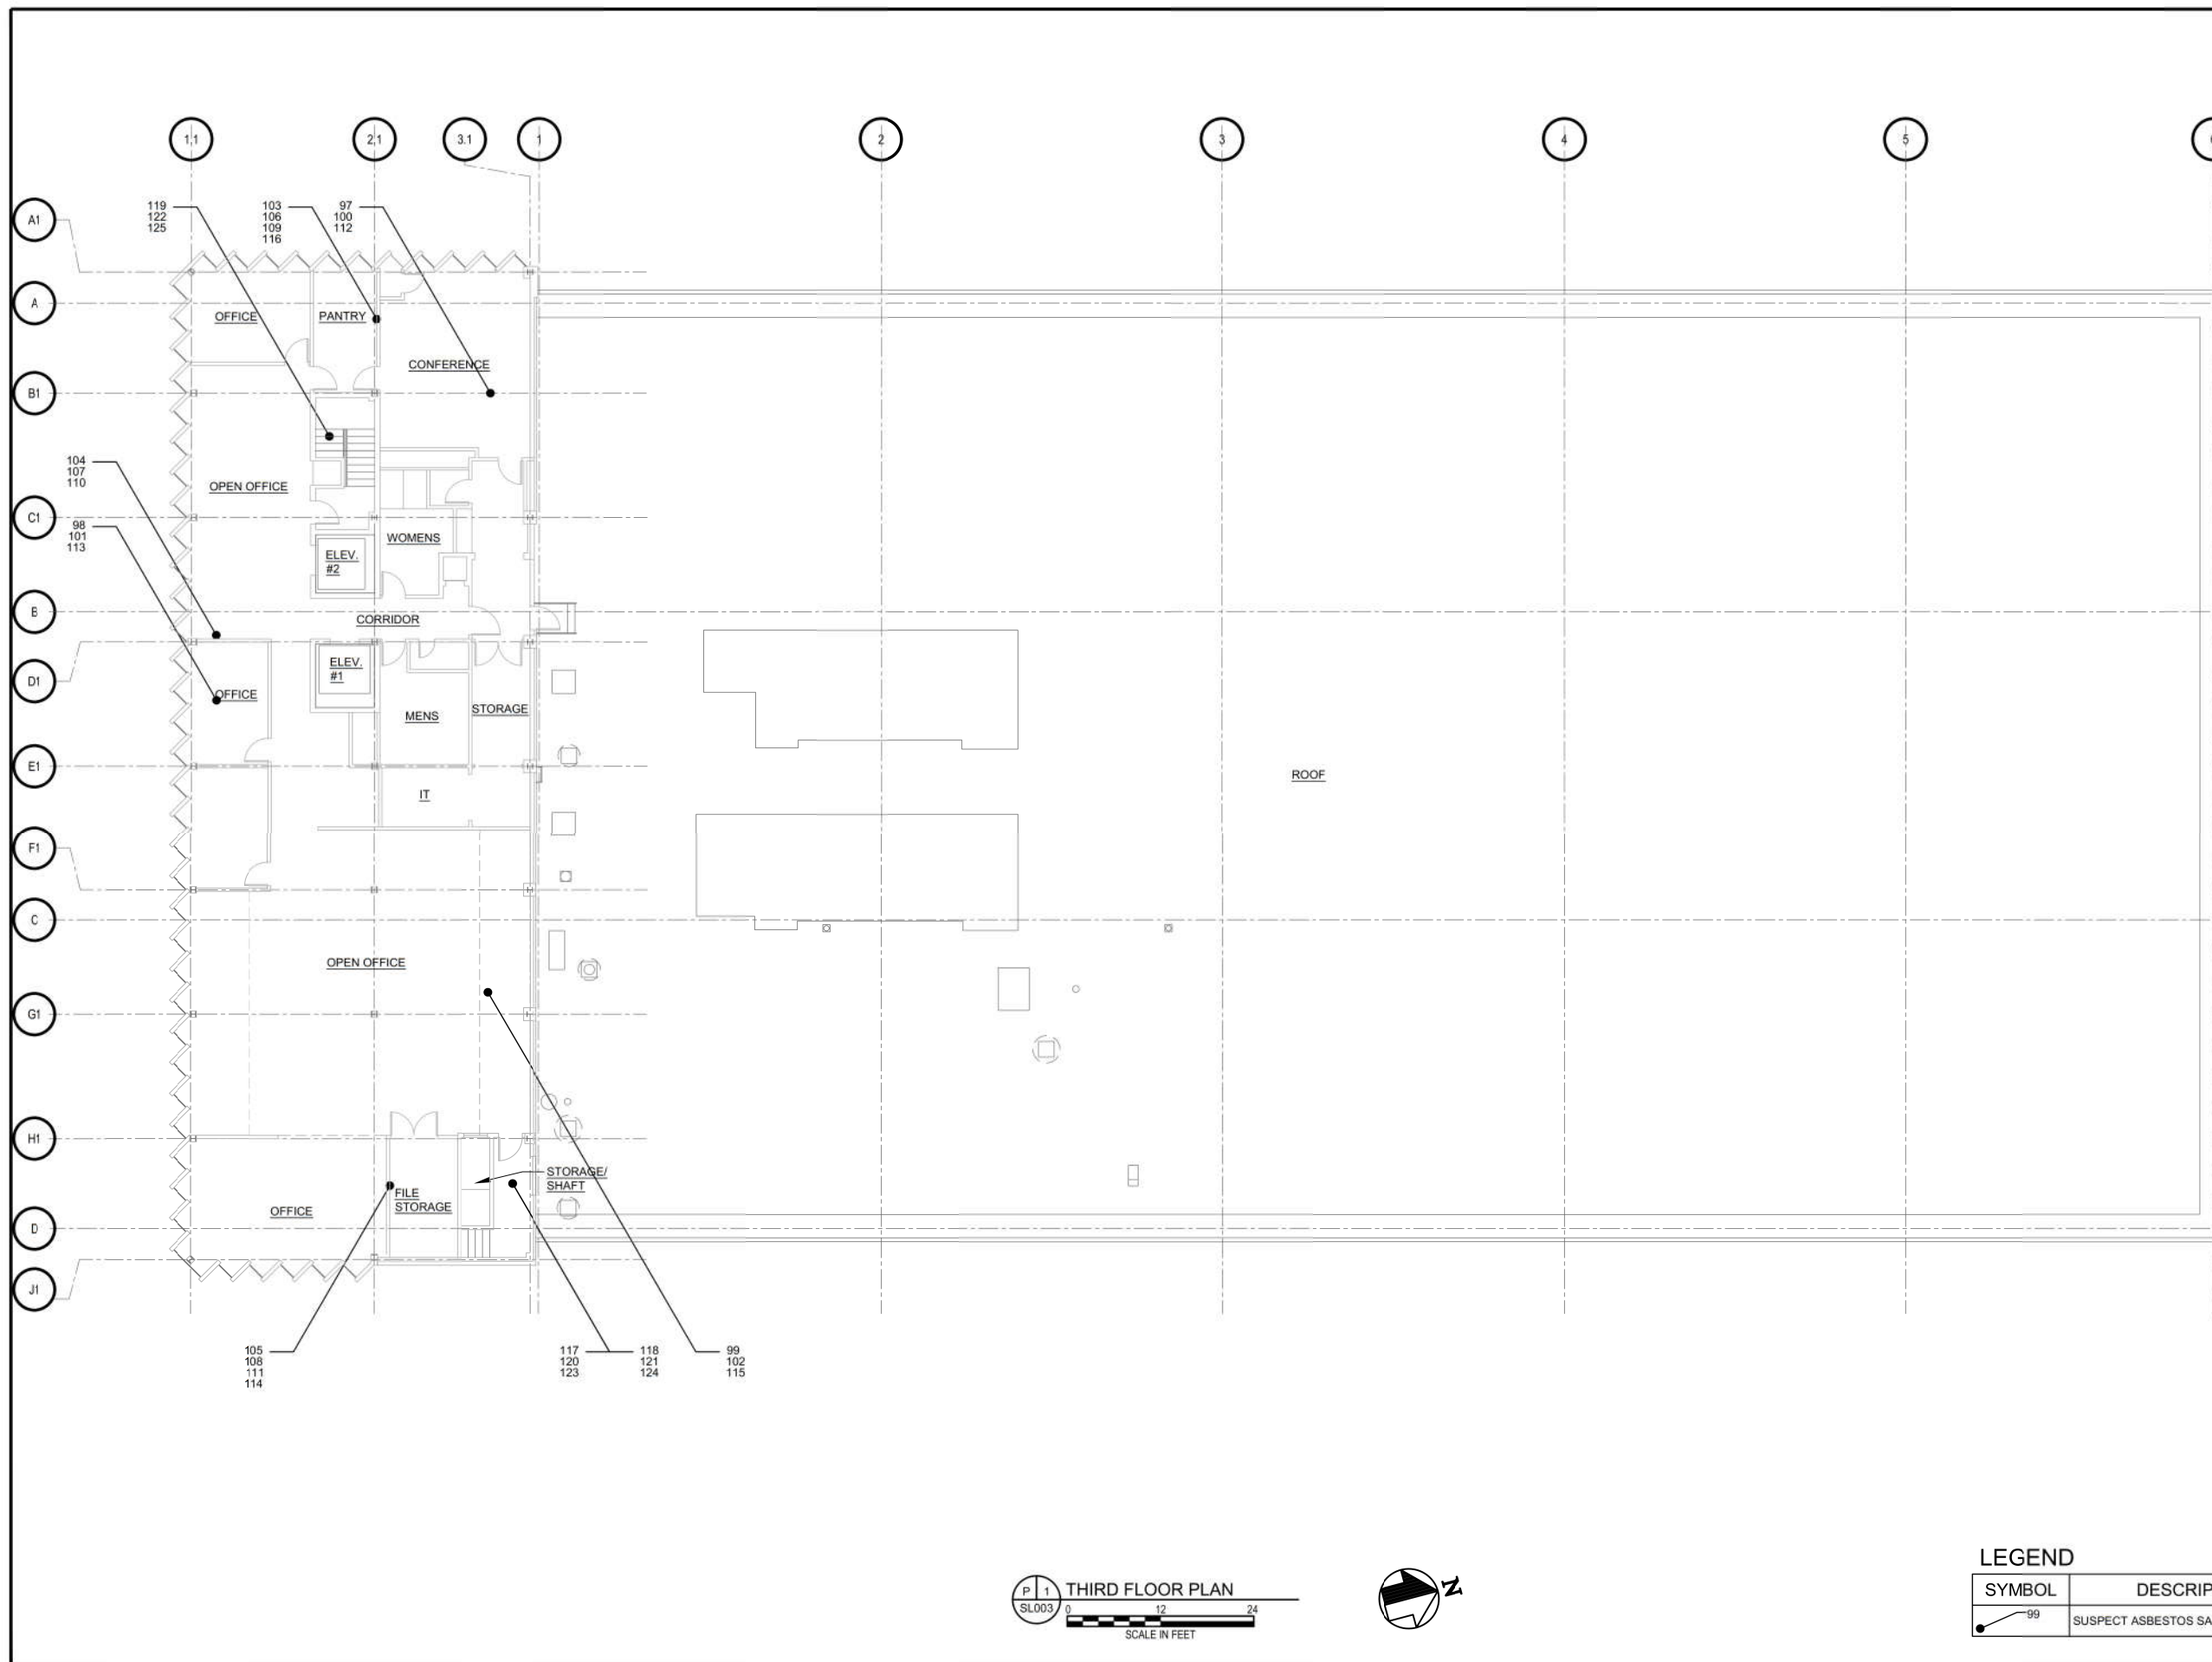 1,1
2,1
3.1
1
2
3
4
5
A1
119
122
125
103
106
109
116
97
100
112
A
OFFICE
PANTRY
CONFERENCE
B1
104
107
110
OPEN OFFICE
C1
98
101
113
WOMENS
ELEV.
#2
B
CORRIDOR
D1
ELEV.
#1
OFFICE
MENS
STORAGE
E1
IT
ROOF
F1
C
OPEN OFFICE
G1
H1
STORAGE/
SHAFT
FILE
STORAGE
OFFICE
D
J1
105
108
111
114
117
120
123
118
121
124
99
102
115
P 1
SL003
THIRD FLOOR PLAN
0 12 24
SCALE IN FEET
N
LEGEND
SYMBOL DESCRIP
99 SUSPECT ASBESTOS SA